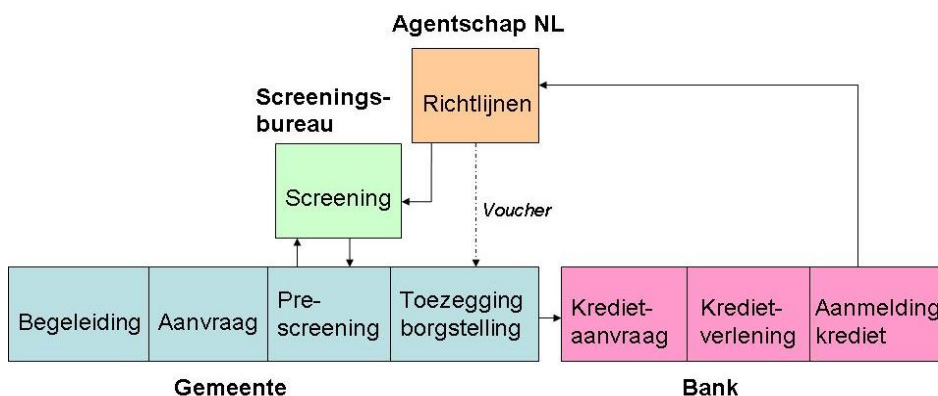 Agentschap NL
Richtlijnen
Screenings-
bureau
Screening
Voucher
Begeleiding
Aanvraag
Pre-
screening
Toezegging
borgstelling
Krediet-
aanvraag
Krediet-
verlening
Aanmelding
krediet
Gemeente
Bank